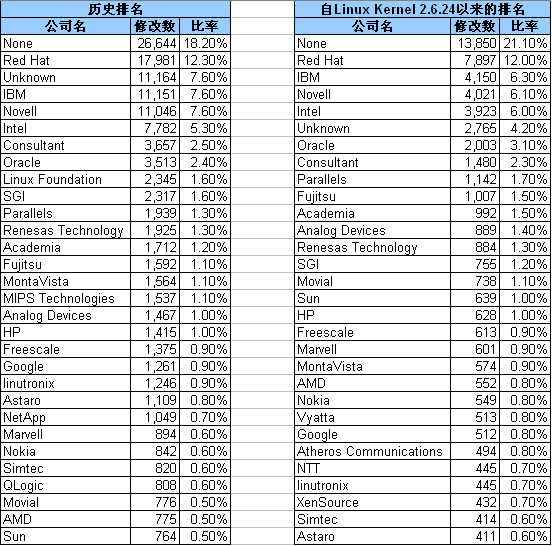 历史排名 自Linux Kernel 2.6.24以来的排名
公司名 修改数 比率 公司名 修改数 比率
None 26,644 18.20% None 13,850 21.10%
Red Hat 17,981 12.30% Red Hat 7,897 12.00%
Unknown 11,164 7.60% IBM 4,150 6.30%
IBM 11,151 7.60% Novell 4,021 6.10%
Novell 11,046 7.60% Intel 3,923 6.00%
Intel 7,782 5.30% Unknown 2,765 4.20%
Consultant 3,657 2.50% Oracle 2,003 3.10%
Oracle 3,513 2.40% Consultant 1,480 2.30%
Linux Foundation 2,345 1.60% Parallels 1,142 1.70%
SGI 2,317 1.60% Fujitsu 1,007 1.50%
Parallels 1,939 1.30% Academia 992 1.50%
Renesas Technology 1,925 1.30% Analog Devices 889 1.40%
Academia 1,712 1.20% Renesas Technology 884 1.30%
Fujitsu 1,592 1.10% SGI 755 1.20%
MontaVista 1,564 1.10% Movial 738 1.10%
MIPS Technologies 1,537 1.10% Sun 639 1.00%
Analog Devices 1,467 1.00% HP 628 1.00%
HP 1,415 1.00% Freescale 613 0.90%
Freescale 1,375 0.90% Marvell 601 0.90%
Google 1,261 0.90% MontaVista 574 0.90%
linutronix 1,246 0.90% AMD 552 0.80%
Astaro 1,109 0.80% Nokia 549 0.80%
NetApp 1,049 0.70% Vyatta 513 0.80%
Marvell 894 0.60% Google 512 0.80%
Nokia 842 0.60% Atheros Communications 494 0.80%
Simtec 820 0.60% NTT 445 0.70%
QLogic 808 0.60% linutronix 445 0.70%
Movial 776 0.50% XenSource 432 0.70%
AMD 775 0.50% Simtec 414 0.60%
Sun 764 0.50% Astaro 411 0.60%